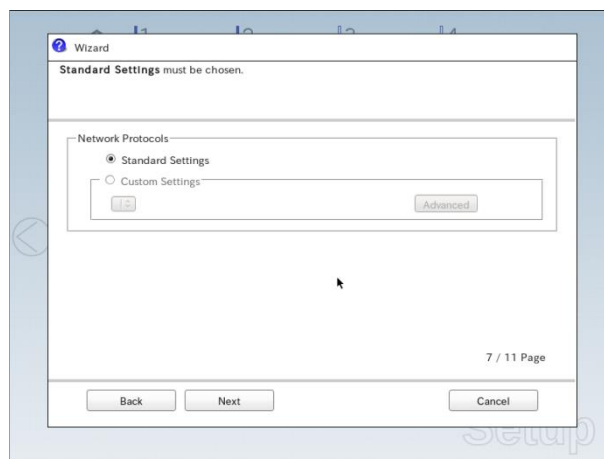 Wizard
Standard Settings must be chosen.
Network Protocols
Standard Settings
Custom Settings
Advanced
7 / 11 Page
Back
Next
Cancel
Setup